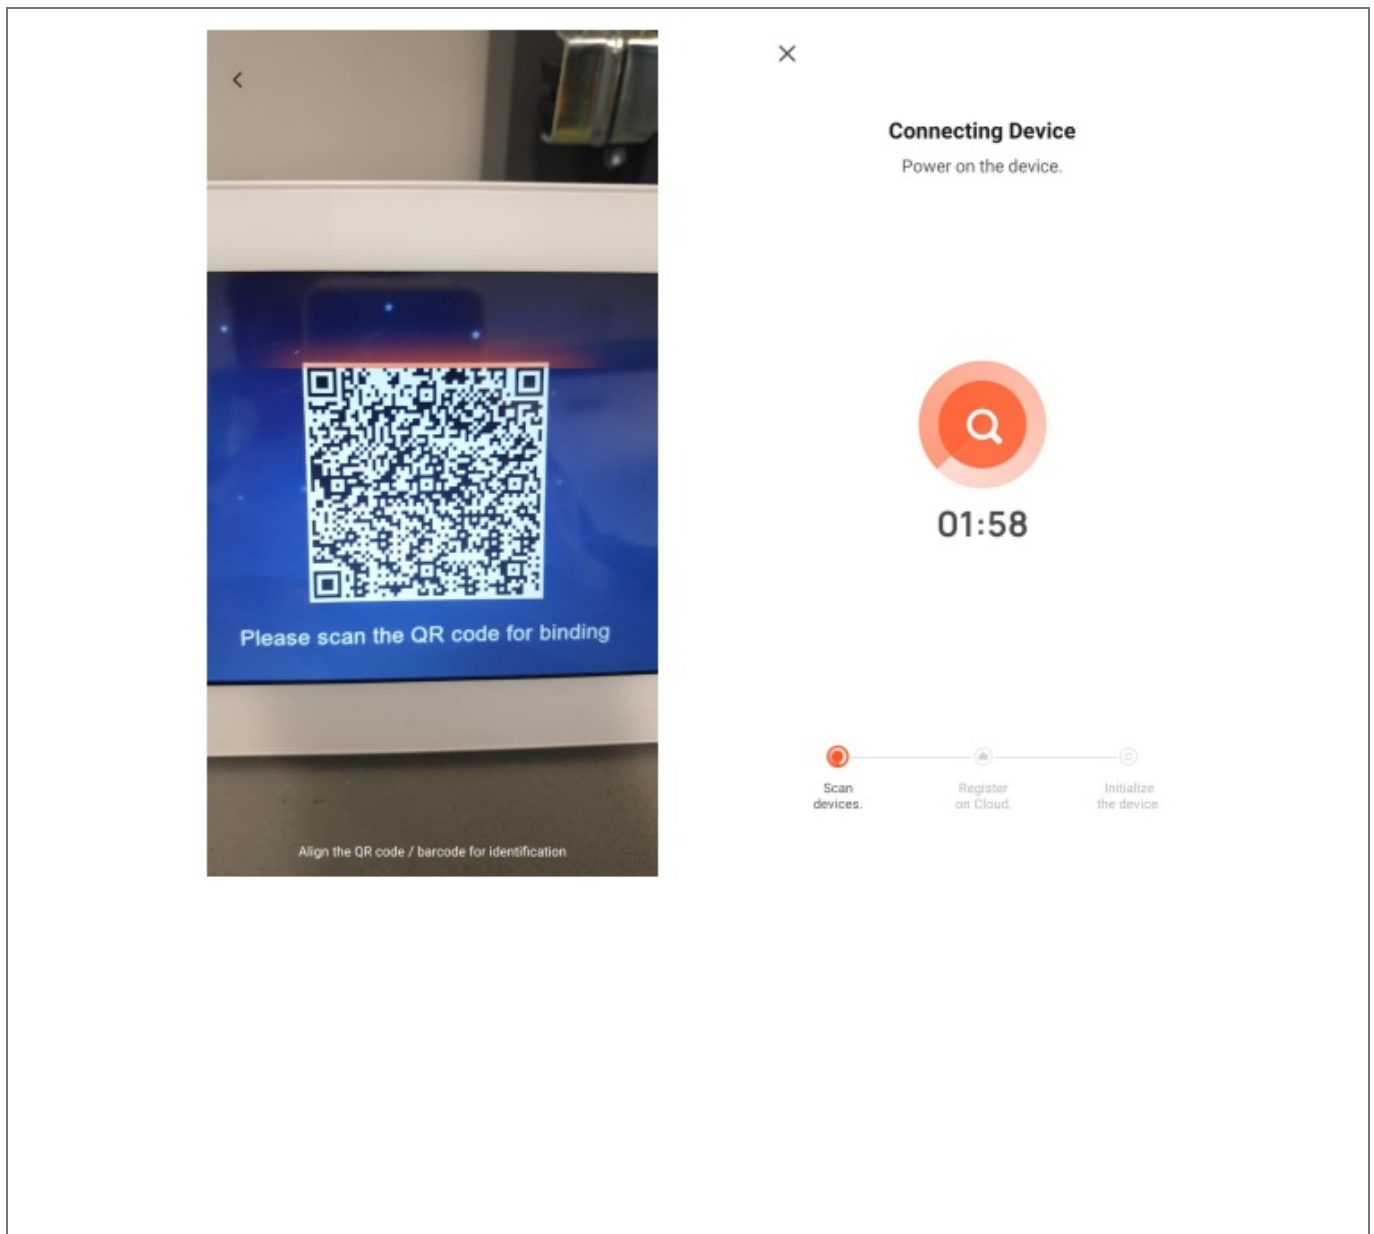 Please scan the QR code for binding
Align the QR code / barcode for identification
Connecting Device
Power on the device.
01:58
Scan
devices.
Register
on Cloud.
Initialize
the device.